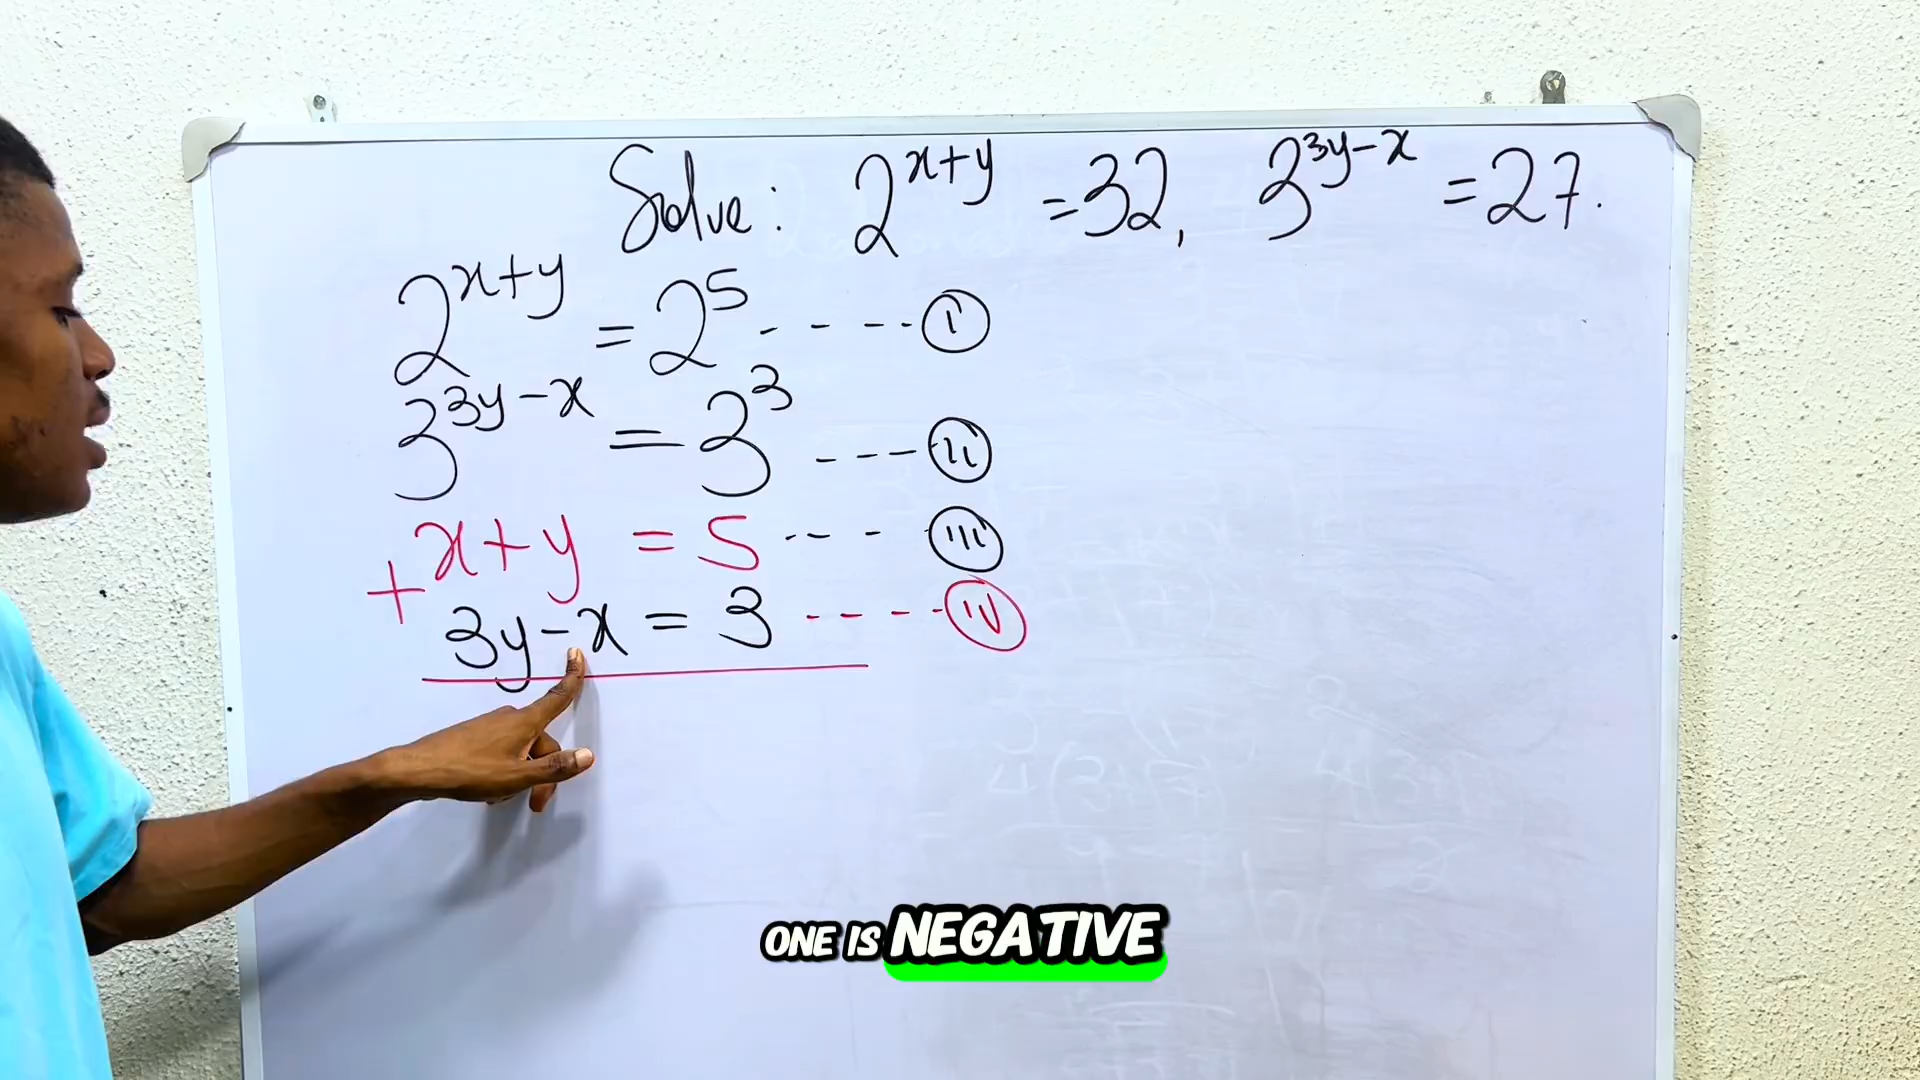 Solve: 2^{x+y} = 32, 3^{3y-x} = 27.
2^{x+y} = 2^5 ---- (i)
3^{3y-x} = 3^3 --- (ii)
+ x+y = 5 --- (iii)
3y-x = 3 ---- (iv)
ONE IS NEGATIVE